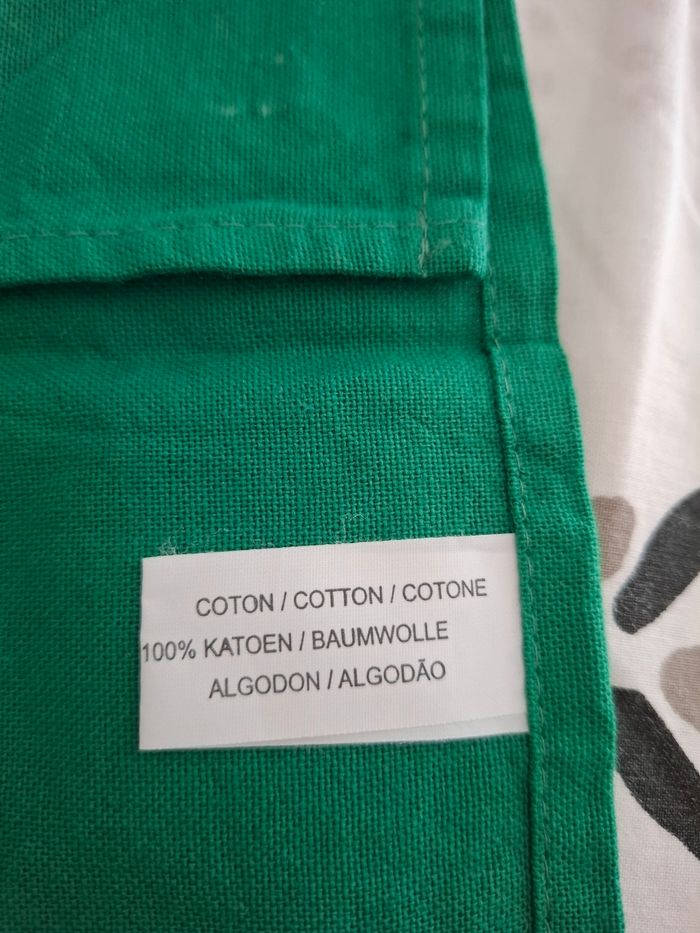 COTON / COTTON / COTONE
100% KATOEN / BAUMWOLLE
ALGODON / ALGODÃO